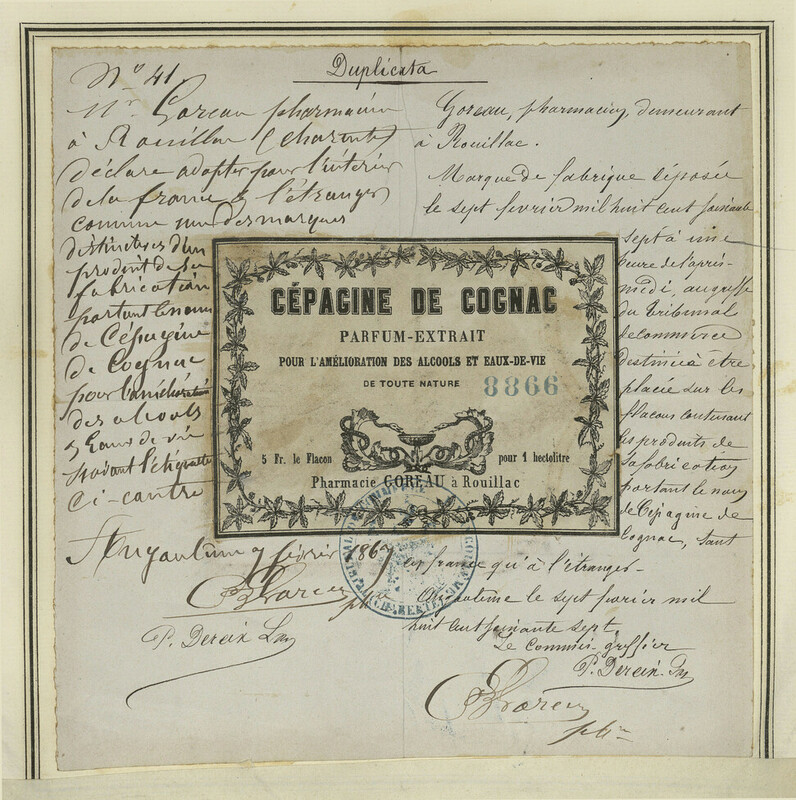 Duplicata
N° 41.
Mr. Goreau pharmacien
à Rouillac (Charente)
déclare adopter pour l'intérieur
de la france & l'étranger
comme une des marques
distinctives d'un
produit de sa
fabrication
portant le nom
de Cépagine
de Cognac
pour l'amélioration
des alcools
& Eaux de vie
suivant l'étiquette
ci-contre
Angoulême 7 février 1867
phien
P. Derein
CÉPAGINE DE COGNAC
PARFUM-EXTRAIT
POUR L'AMÉLIORATION DES ALCOOLS ET EAUX-DE-VIE
DE TOUTE NATURE
8866
5 Fr. le Flacon
pour 1 hectolitre
Pharmacie GOREAU à Rouillac
Goreau, pharmacien, demeurant
à Rouillac.
Marque de fabrique déposée
le sept fevrier mil huit cent soixante
sept à une
heure de l'après-
midi, au greffe
du Tribunal
de commerce
destinée à être
placée sur les
flacons contenant
les produits de
sa fabrication
portant le nom
de Cépagine de
Cognac, tant
en france qu'à l'étranger.
Angoulême le sept fevrier mil
huit cent soixante sept.
Le Commis-greffier
P. Derein
phien